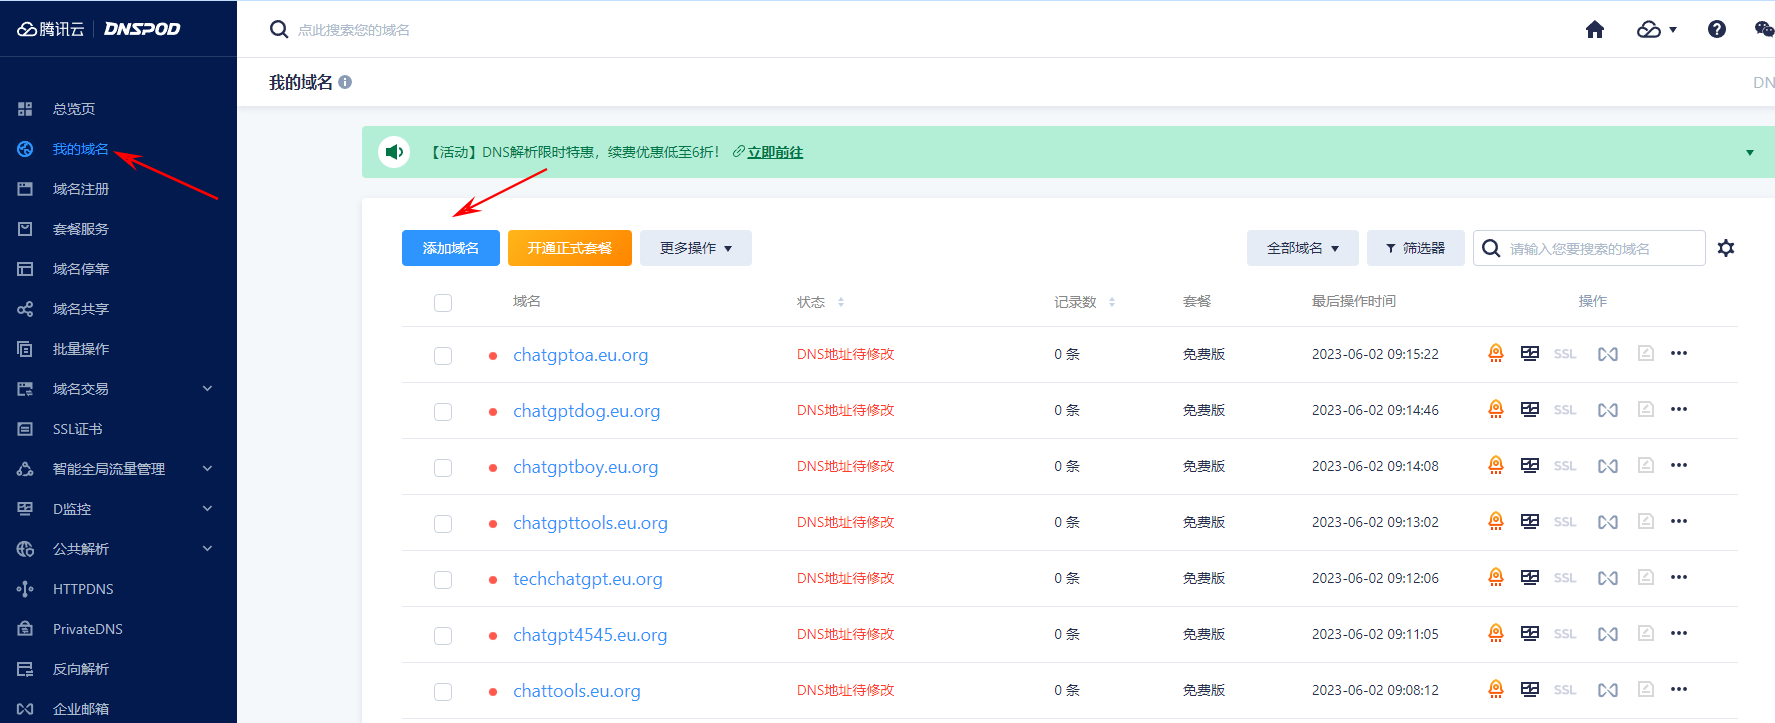 腾讯云 DNSPOD
点此搜索您的域名
我的域名
DN
总览页
我的域名
域名注册
套餐服务
域名停靠
域名共享
批量操作
域名交易
SSL证书
智能全局流量管理
D监控
公共解析
HTTPDNS
PrivateDNS
反向解析
企业邮箱
【活动】DNS解析限时特惠，续费优惠低至6折！ 立即前往
添加域名 开通正式套餐 更多操作 全部域名 筛选器 请输入您要搜索的域名
域名 状态 记录数 套餐 最后操作时间 操作
chatgptoa.eu.org DNS地址待修改 0 条 免费版 2023-06-02 09:15:22 SSL
chatgptdog.eu.org DNS地址待修改 0 条 免费版 2023-06-02 09:14:46 SSL
chatgptboy.eu.org DNS地址待修改 0 条 免费版 2023-06-02 09:14:08 SSL
chatgpttools.eu.org DNS地址待修改 0 条 免费版 2023-06-02 09:13:02 SSL
techchatgpt.eu.org DNS地址待修改 0 条 免费版 2023-06-02 09:12:06 SSL
chatgpt4545.eu.org DNS地址待修改 0 条 免费版 2023-06-02 09:11:05 SSL
chattools.eu.org DNS地址待修改 0 条 免费版 2023-06-02 09:08:12 SSL